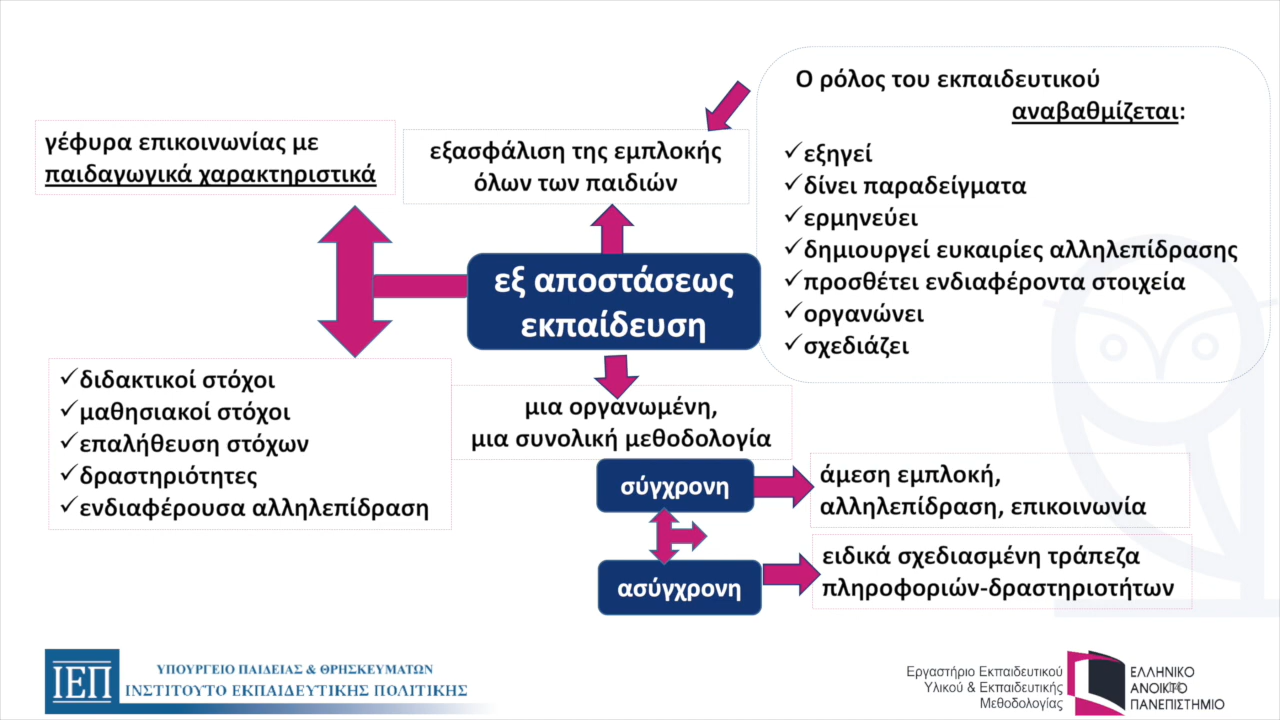 Ο ρόλος του εκπαιδευτικού
αναβαθμίζεται:
✓εξηγεί
✓δίνει παραδείγματα
✓ερμηνεύει
✓δημιουργεί ευκαιρίες αλληλεπίδρασης
✓προσθέτει ενδιαφέροντα στοιχεία
✓οργανώνει
✓σχεδιάζει
γέφυρα επικοινωνίας με
παιδαγωγικά χαρακτηριστικά
εξασφάλιση της εμπλοκής
όλων των παιδιών
εξ αποστάσεως
εκπαίδευση
✓διδακτικοί στόχοι
✓μαθησιακοί στόχοι
✓επαλήθευση στόχων
✓δραστηριότητες
✓ενδιαφέρουσα αλληλεπίδραση
μια οργανωμένη,
μια συνολική μεθοδολογία
σύγχρονη
άμεση εμπλοκή,
αλληλεπίδραση, επικοινωνία
ασύγχρονη
ειδικά σχεδιασμένη τράπεζα
πληροφοριών-δραστηριοτήτων
ΙΕΠ
ΥΠΟΥΡΓΕΙΟ ΠΑΙΔΕΙΑΣ & ΘΡΗΣΚΕΥΜΑΤΩΝ
ΙΝΣΤΙΤΟΥΤΟ ΕΚΠΑΙΔΕΥΤΙΚΗΣ ΠΟΛΙΤΙΚΗΣ
Εργαστήριο Εκπαιδευτικού
Υλικού & Εκπαιδευτικής
Μεθοδολογίας
ΕΛΛΗΝΙΚΟ
ΑΝΟΙΚΤΟ
ΠΑΝΕΠΙΣΤΗΜΙΟ